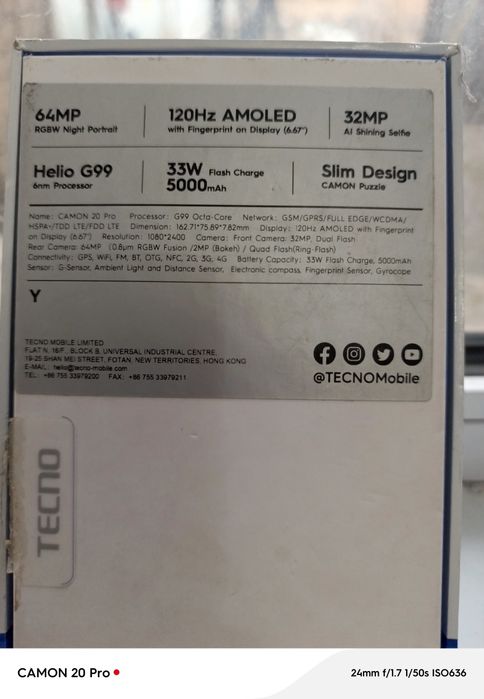 64MP
RGBW Night Portrait
120Hz AMOLED
with Fingerprint on Display (6.67")
32MP
AI Shining Selfie
Helio G99
6nm Processor
33W Flash Charge
5000mAh
Slim Design
CAMON Puzzle
Name: CAMON 20 Pro Processor: G99 Octa-Core Network: GSM/GPRS/FULL EDGE/WCDMA/
HSPA+/TDD LTE/FDD LTE Dimension: 162.71*75.89*7.82mm Display: 120Hz AMOLED with Fingerprint
on Display (6.67") Resolution: 1080*2400 Camera: Front Camera: 32MP, Dual Flash
Rear Camera: 64MP (0.8μm RGBW Fusion /2MP (Bokeh) / Quad Flash(Ring-Flash)
Connectivity: GPS, WiFi, FM, BT, OTG, NFC, 2G, 3G, 4G Battery Capacity: 33W Flash Charge, 5000mAh
Sensor: G-Sensor, Ambient Light and Distance Sensor, Electronic compass, Fingerprint Sensor, Gyrocope
Y
TECNO MOBILE LIMITED
FLAT N, 16/F., BLOCK B, UNIVERSAL INDUSTRIAL CENTRE,
19-25 SHAN MEI STREET, FOTAN, NEW TERRITORIES, HONG KONG
E-MAIL: hello@tecno-mobile.com
TEL: +86 755 33979200 FAX: +86 755 33979211
@TECNOMobile
TECNO
CAMON 20 Pro
24mm f/1.7 1/50s ISO636